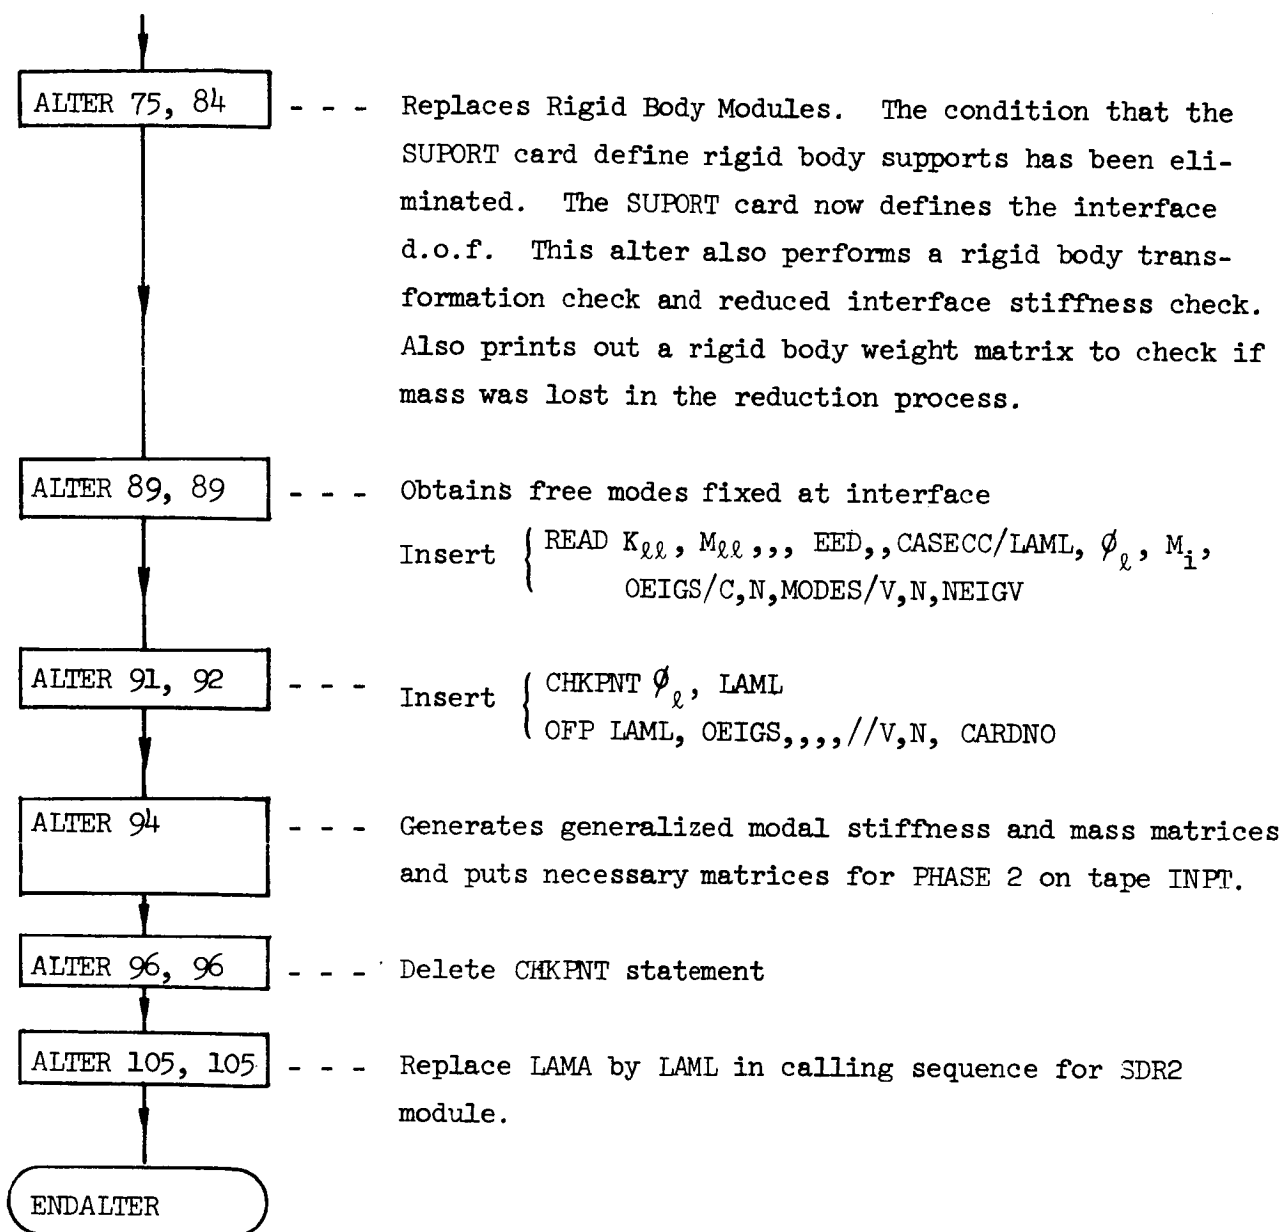 ALTER 75, 84 - - - Replaces Rigid Body Modules. The condition that the
SUPORT card define rigid body supports has been eli-
minated. The SUPORT card now defines the interface
d.o.f. This alter also performs a rigid body trans-
formation check and reduced interface stiffness check.
Also prints out a rigid body weight matrix to check if
mass was lost in the reduction process.
ALTER 89, 89 - - - Obtains free modes fixed at interface
Insert { READ K_ℓℓ, M_ℓℓ,,, EED,,CASECC/LAML, ∅_ℓ, M_i,
OEIGS/C,N,MODES/V,N,NEIGV
ALTER 91, 92 - - - Insert { CHKPNT ∅_ℓ, LAML
OFP LAML, OEIGS,,,,//V,N, CARDNO
ALTER 94 - - - Generates generalized modal stiffness and mass matrices
and puts necessary matrices for PHASE 2 on tape INPT.
ALTER 96, 96 - - - Delete CHKPNT statement
ALTER 105, 105 - - - Replace LAMA by LAML in calling sequence for SDR2
module.
ENDALTER